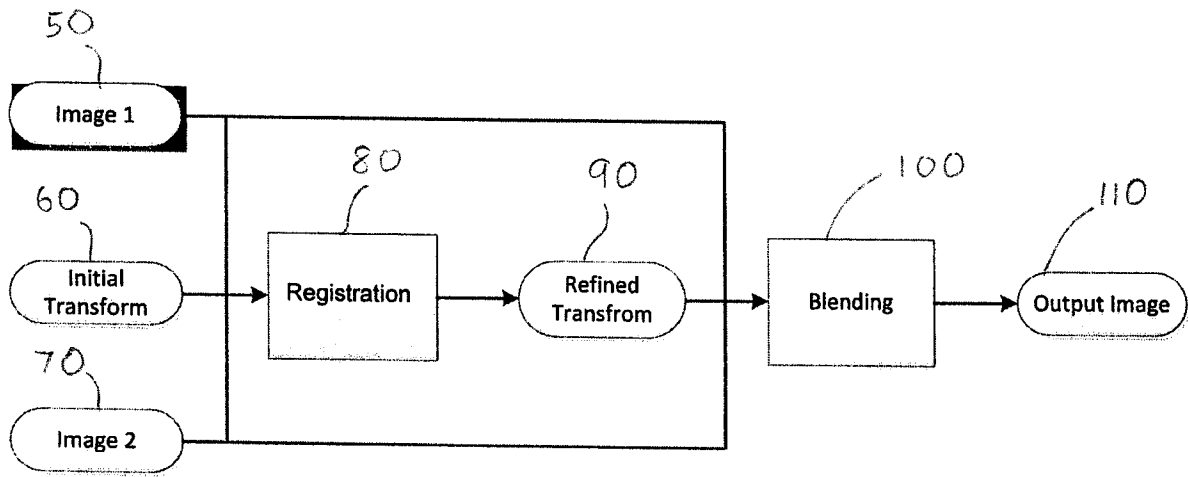 50
Image 1
80
90
100
110
60
Initial
Transform
Registration
Refined
Transfrom
Blending
Output Image
70
Image 2